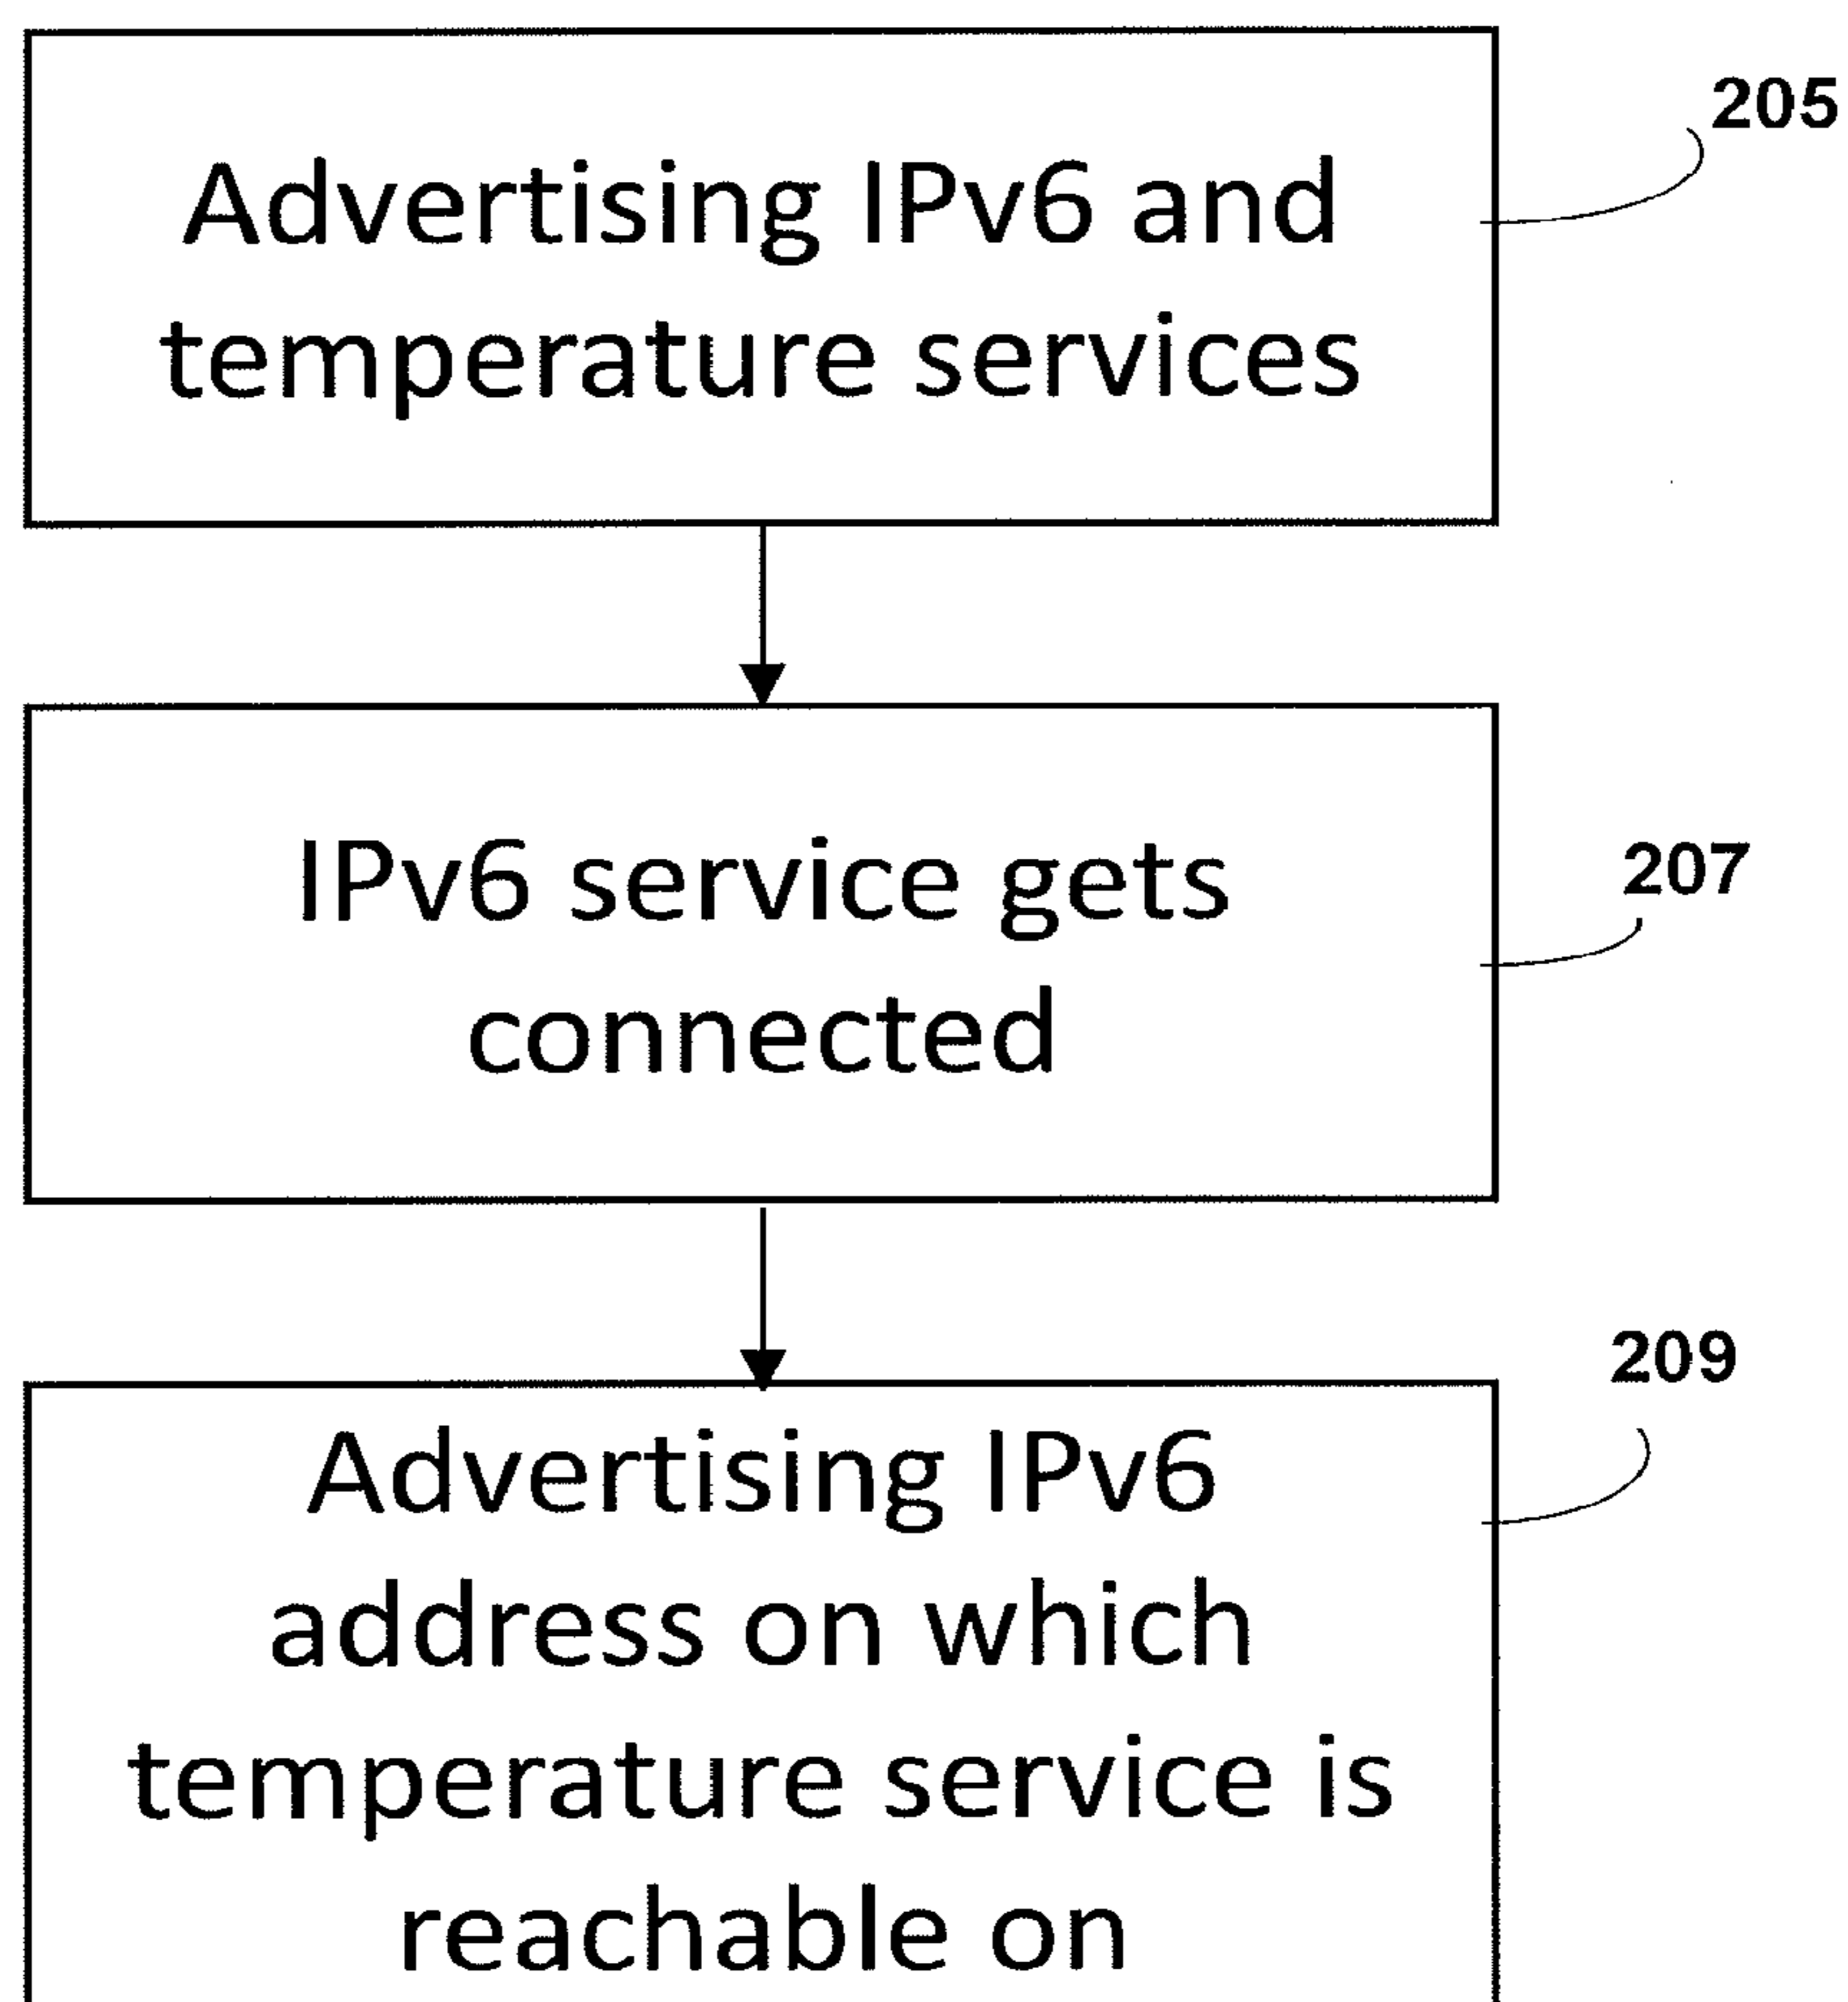 205
Advertising IPv6 and
temperature services
207
IPv6 service gets
connected
209
Advertising IPv6
address on which
temperature service is
reachable on